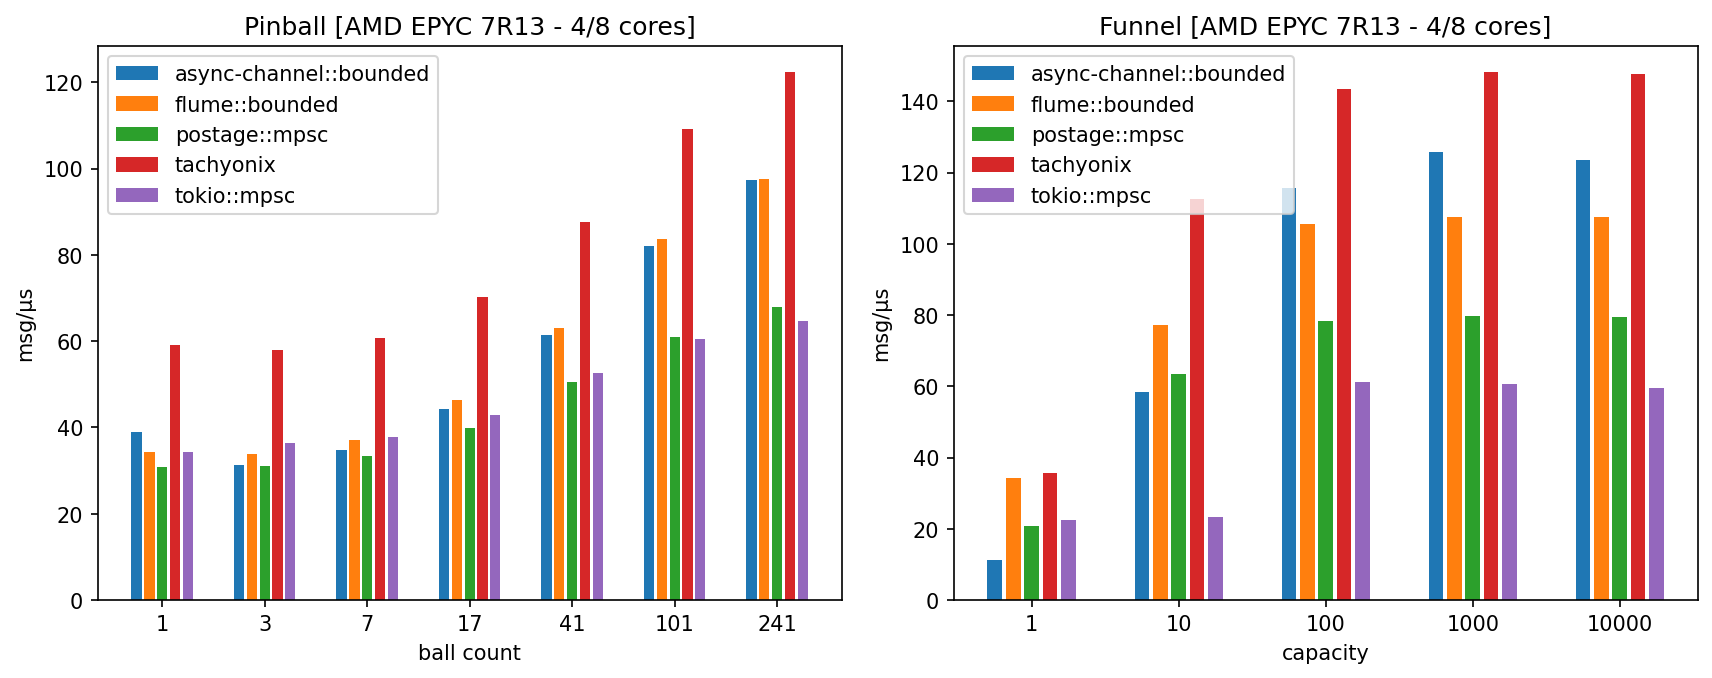 Pinball [AMD EPYC 7R13 - 4/8 cores]
async-channel::bounded
flume::bounded
postage::mpsc
tachyonix
tokio::mpsc
120
100
80
60
40
20
0
msg/µs
1 3 7 17 41 101 241
ball count
Funnel [AMD EPYC 7R13 - 4/8 cores]
async-channel::bounded
flume::bounded
postage::mpsc
tachyonix
tokio::mpsc
140
120
100
80
60
40
20
0
msg/µs
1 10 100 1000 10000
capacity